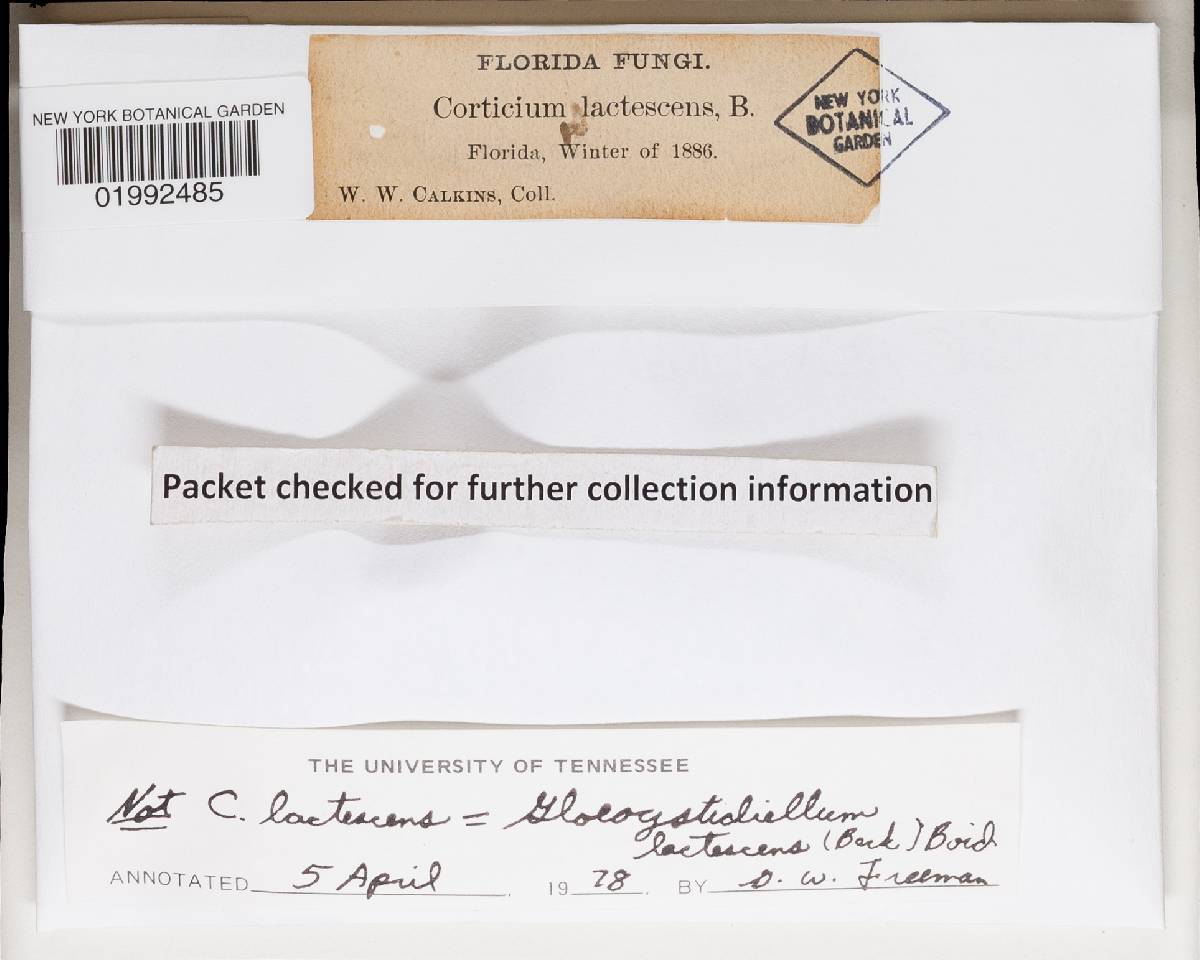 FLORIDA FUNGI.
Corticium lactescens, B.
Florida, Winter of 1886.
W. W. CALKINS, Coll.
NEW YORK
BOTANICAL
GARDEN
NEW YORK BOTANICAL GARDEN
01992485
Packet checked for further collection information
THE UNIVERSITY OF TENNESSEE
Not C. lactescens = Gloeocystidiellum
lactescens (Berk) Boid.
ANNOTATED 5 April 1978. BY D. W. Freeman